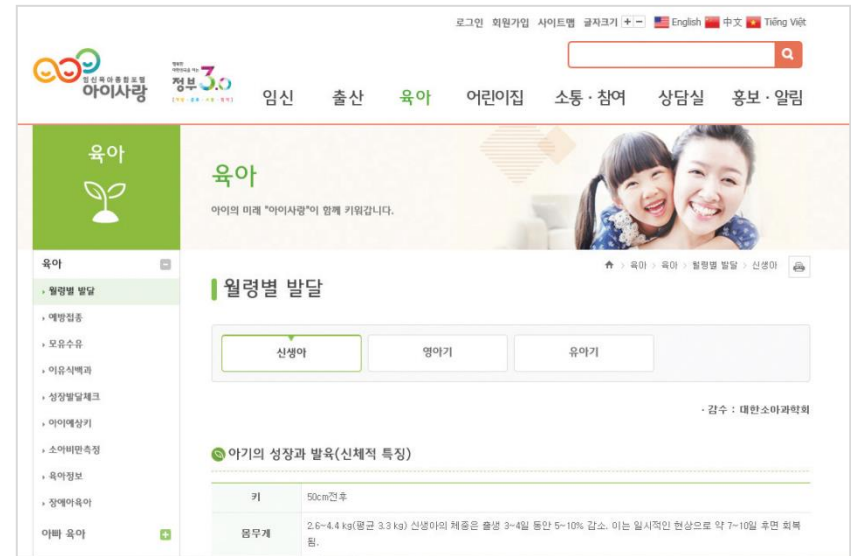 로그인 회원가입 사이트맵 글자크기 + - English 中文 Tiếng Việt
임신육아종합포털
아이사랑
정부3.0
임신 출산 육아 어린이집 소통·참여 상담실 홍보·알림
육아
육아
아이의 미래 "아이사랑"이 함께 키워갑니다.
육아 > 육아 > 월령별 발달 > 신생아
육아
월령별 발달
예방접종
모유수유
이유식백과
성장발달체크
아이예상키
소아비만측정
육아정보
장애아육아
아빠 육아
월령별 발달
신생아 영아기 유아기
· 감수 : 대한소아과학회
아기의 성장과 발육(신체적 특징)
키 50cm전후
몸무게 2.6~4.4 kg(평균 3.3 kg) 신생아의 체중은 출생 3~4일 동안 5~10% 감소. 이는 일시적인 현상으로 약 7~10일 후면 회복
됨.